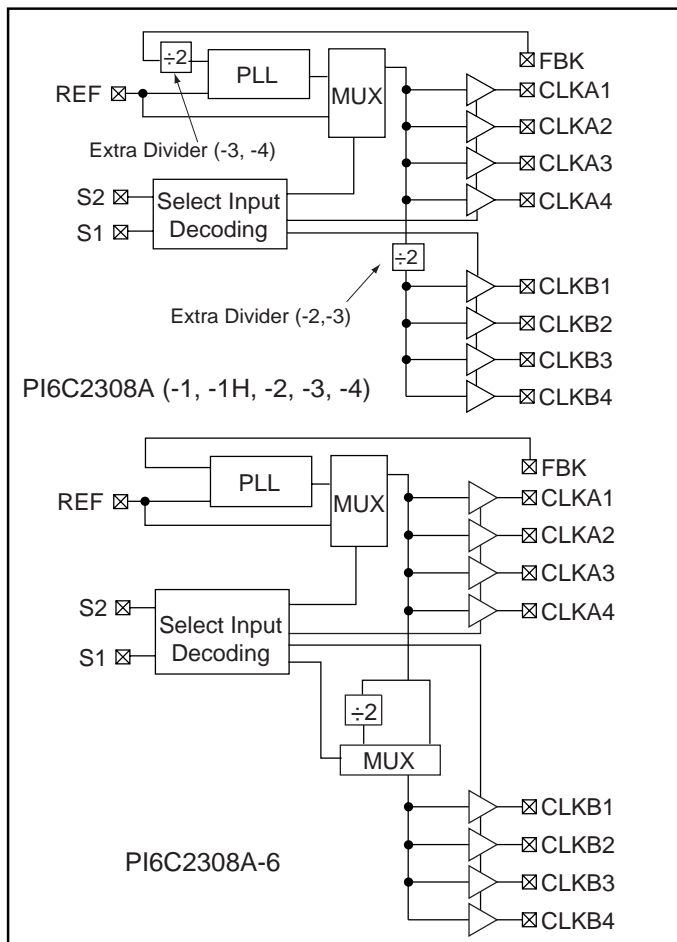 ÷2
PLL
MUX
FBK
REF
CLKA1
CLKA2
Extra Divider (-3, -4)
CLKA3
S2
Select Input
Decoding
CLKA4
S1
÷2
CLKB1
Extra Divider (-2,-3)
CLKB2
CLKB3
PI6C2308A (-1, -1H, -2, -3, -4)
CLKB4
FBK
PLL
MUX
REF
CLKA1
CLKA2
CLKA3
S2
Select Input
Decoding
CLKA4
S1
÷2
MUX
CLKB1
CLKB2
PI6C2308A-6
CLKB3
CLKB4